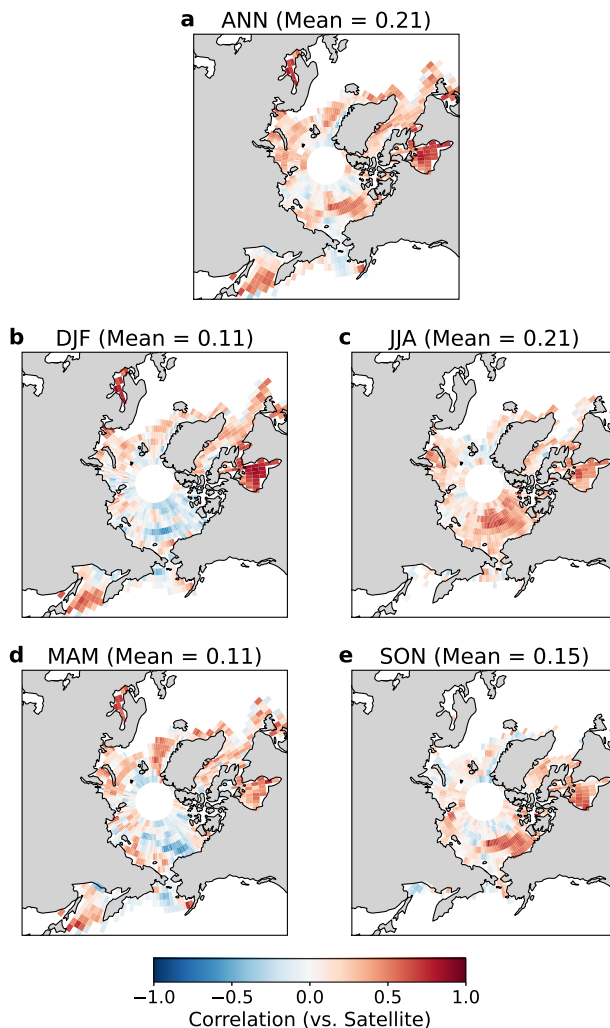 a ANN (Mean = 0.21)
b DJF (Mean = 0.11)
c JJA (Mean = 0.21)
d MAM (Mean = 0.11)
e SON (Mean = 0.15)
−1.0 −0.5 0.0 0.5 1.0
Correlation (vs. Satellite)